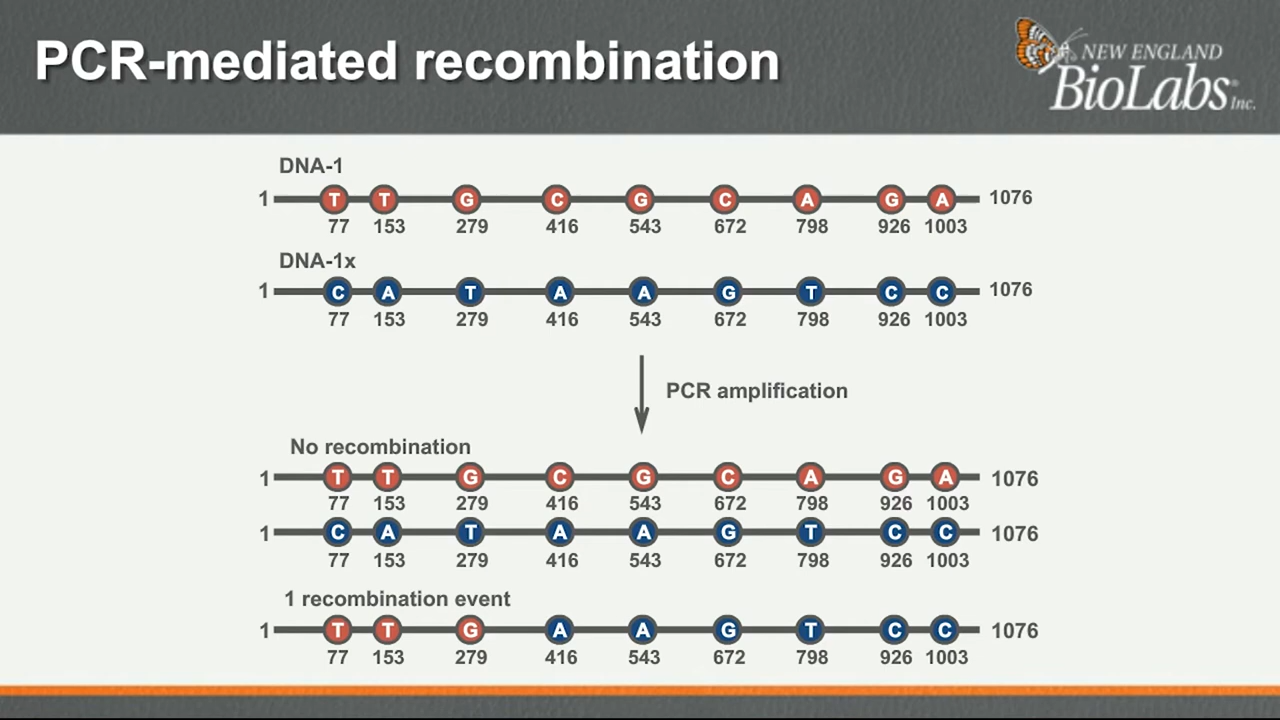 PCR-mediated recombination
NEW ENGLAND
BioLabs Inc.
DNA-1
1 T T G C G C A G A 1076
77 153 279 416 543 672 798 926 1003
DNA-1x
1 C A T A A G T C C 1076
77 153 279 416 543 672 798 926 1003
PCR amplification
No recombination
1 T T G C G C A G A 1076
77 153 279 416 543 672 798 926 1003
1 C A T A A G T C C 1076
77 153 279 416 543 672 798 926 1003
1 recombination event
1 T T G A A G T C C 1076
77 153 279 416 543 672 798 926 1003